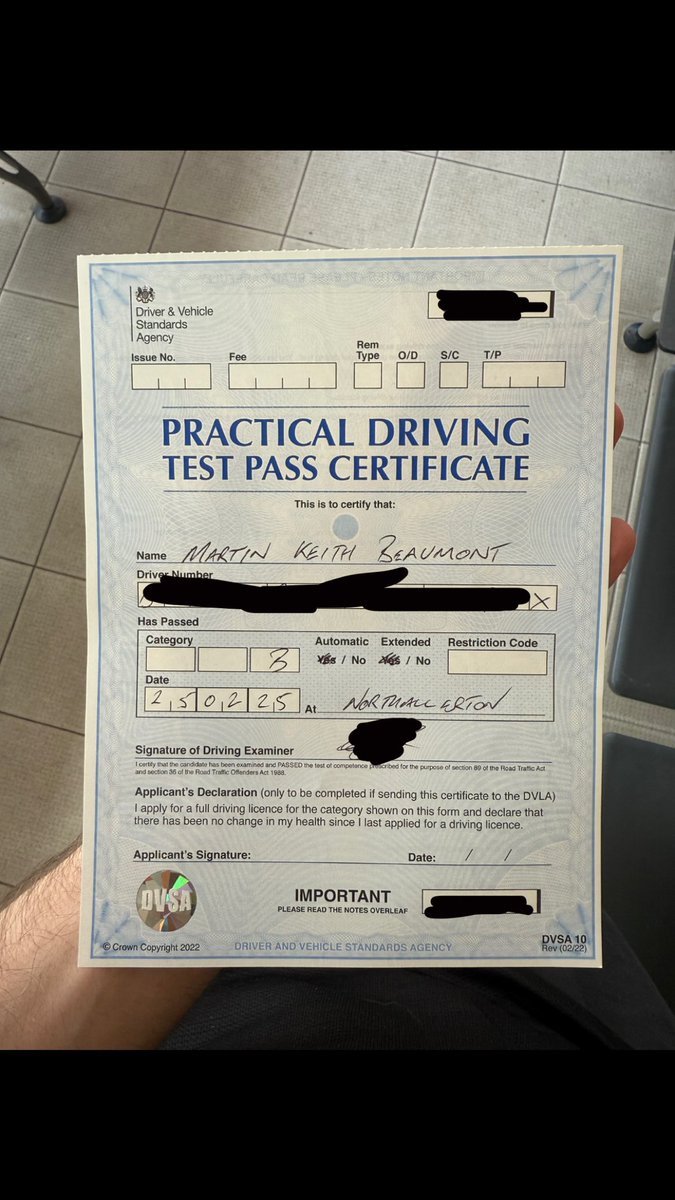 Driver & Vehicle
Standards
Agency
Issue No. Fee Rem Type O/D S/C T/P
PRACTICAL DRIVING
TEST PASS CERTIFICATE
This is to certify that:
Name MARTIN KEITH BEAUMONT
Driver Number
X
Has Passed
Category Automatic Extended Restriction Code
B Yes / No Yes / No
Date
25 02 25 At NORTHALLERTON
Signature of Driving Examiner
I certify that the candidate has been examined and PASSED the test of competence prescribed for the purpose of section 89 of the Road Traffic Act
and section 36 of the Road Traffic Offenders Act 1988.
Applicant's Declaration (only to be completed if sending this certificate to the DVLA)
I apply for a full driving licence for the category shown on this form and declare that
there has been no change in my health since I last applied for a driving licence.
Applicant's Signature: Date: / /
DVSA
IMPORTANT
PLEASE READ THE NOTES OVERLEAF
© Crown Copyright 2022 DRIVER AND VEHICLE STANDARDS AGENCY
DVSA 10
Rev (02/22)